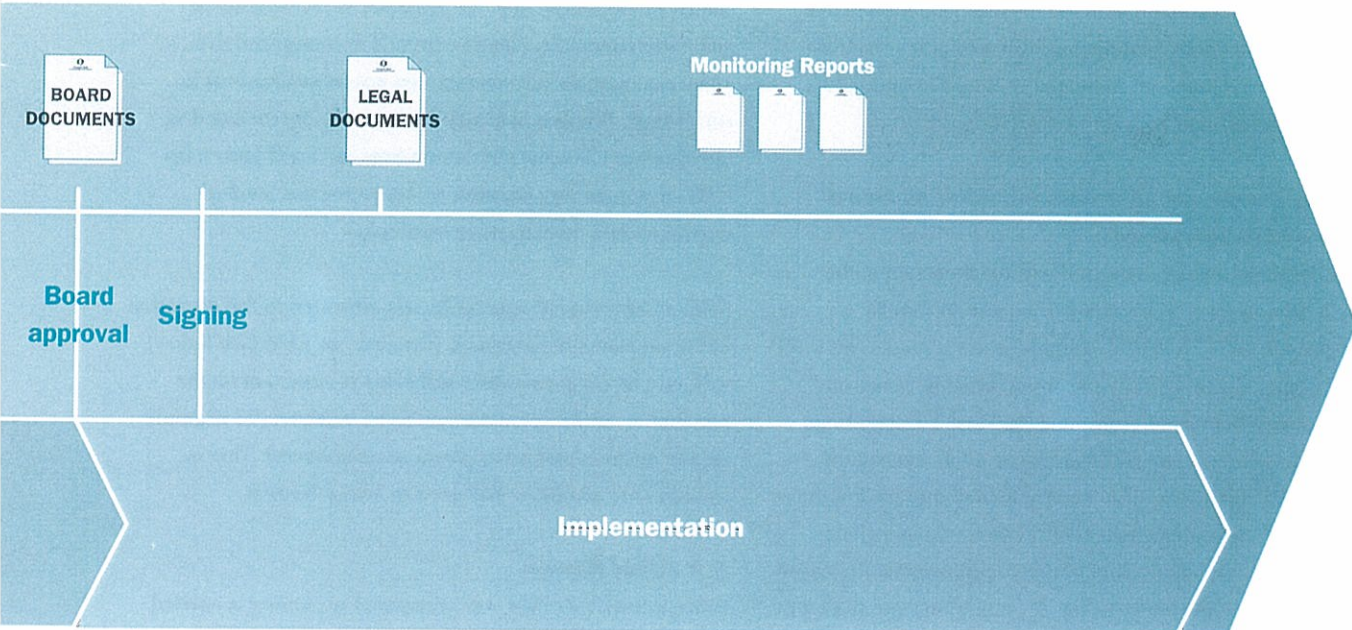 BOARD
DOCUMENTS
LEGAL
DOCUMENTS
Monitoring Reports
Board
approval
Signing
Implementation